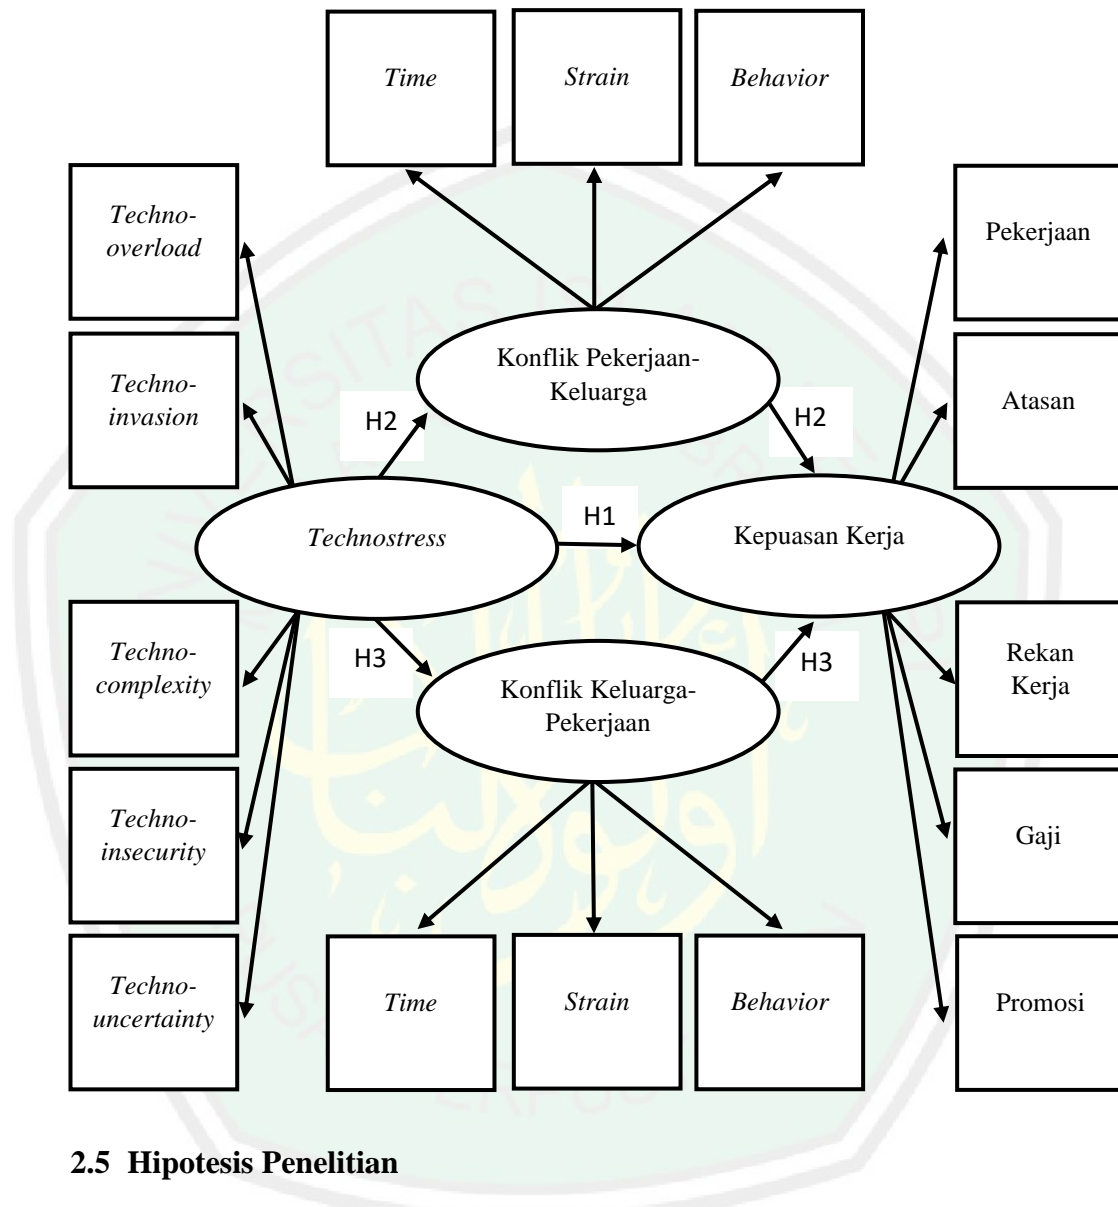 Time
Strain
Behavior
Techno-
overload
Pekerjaan
Techno-
invasion
Konflik Pekerjaan-
Keluarga
Atasan
H2
H2
Technostress
H1
Kepuasan Kerja
Techno-
complexity
H3
H3
Konflik Keluarga-
Pekerjaan
Rekan
Kerja
Techno-
insecurity
Gaji
Techno-
uncertainty
Time
Strain
Behavior
Promosi
2.5 Hipotesis Penelitian